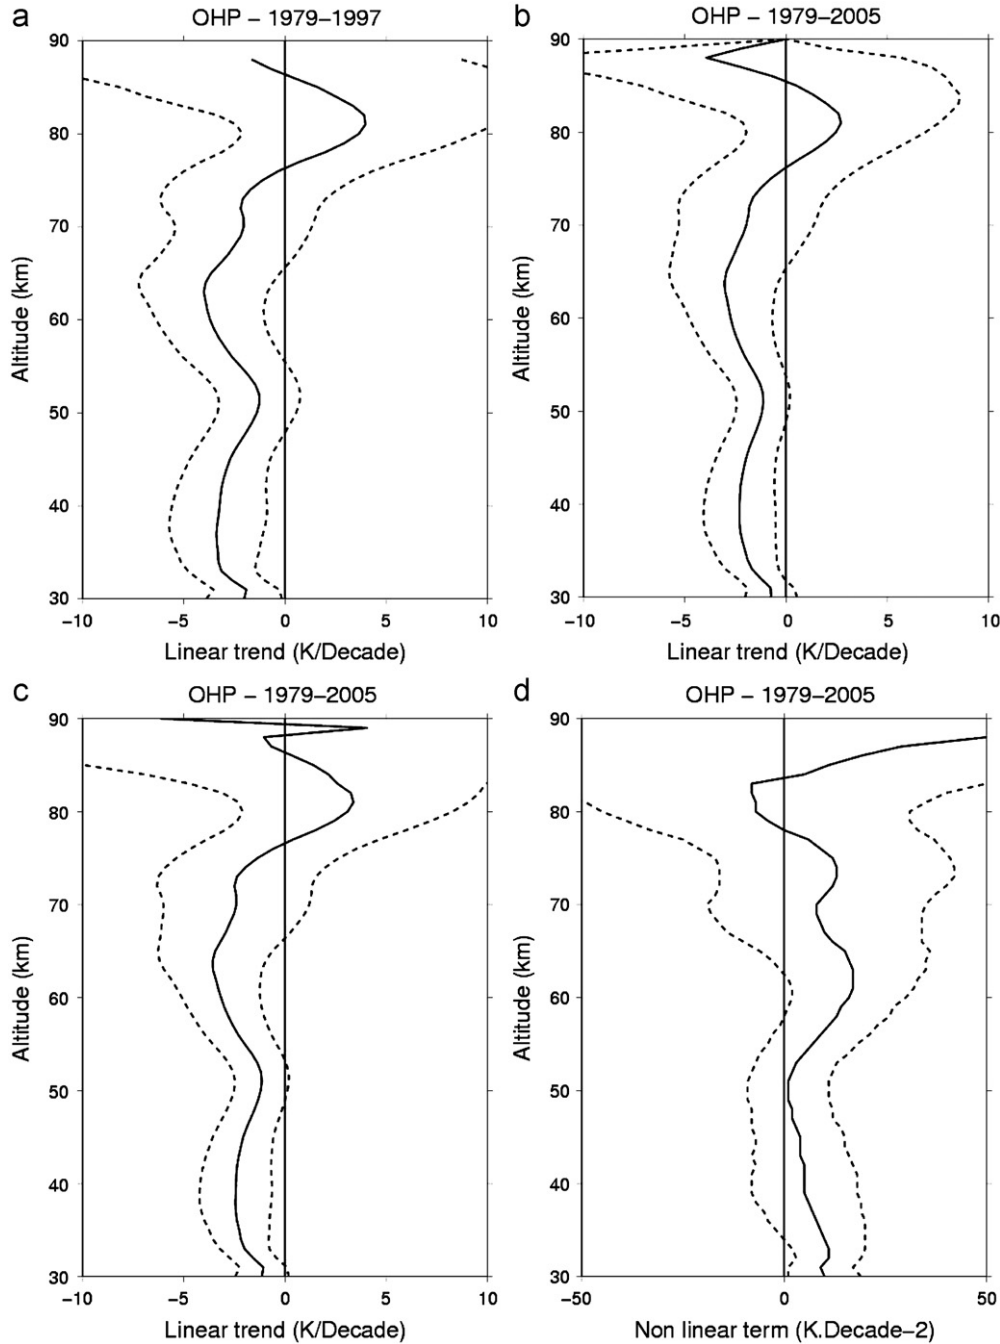 a
OHP – 1979–1997
90
80
70
60
50
40
30
Altitude (km)
−10
−5
0
5
10
Linear trend (K/Decade)
b
OHP – 1979–2005
90
80
70
60
50
40
30
Altitude (km)
−10
−5
0
5
10
Linear trend (K/Decade)
c
OHP – 1979–2005
90
80
70
60
50
40
30
Altitude (km)
−10
−5
0
5
10
Linear trend (K/Decade)
d
OHP – 1979–2005
90
80
70
60
50
40
30
Altitude (km)
−50
0
50
Non linear term (K.Decade−2)